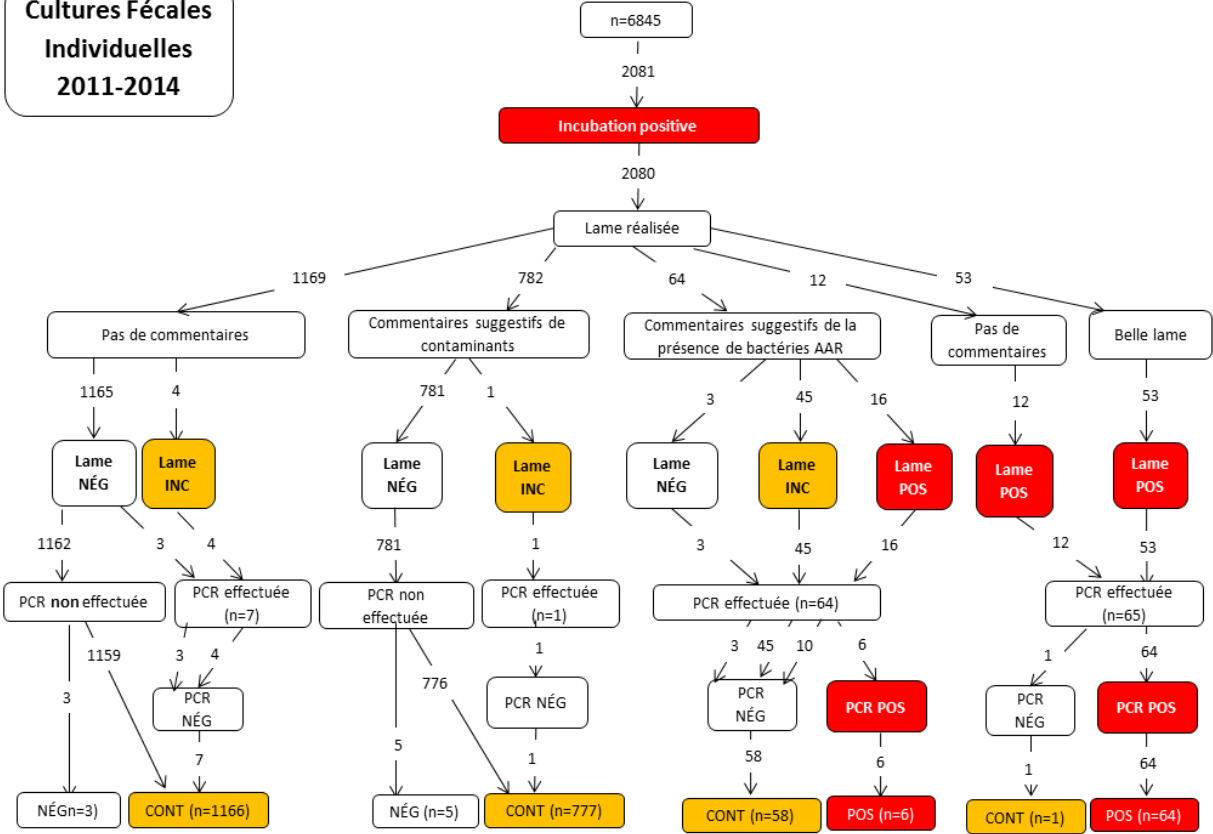 Cultures Fécales
Individuelles
2011-2014
n=6845
2081
Incubation positive
2080
Lame réalisée
1169
782
64
12
53
Pas de commentaires
Commentaires suggestifs de
contaminants
Commentaires suggestifs de la
présence de bactéries AAR
Pas de
commentaires
Belle lame
1165
4
781
1
3
45
16
12
53
Lame
NÉG
Lame
INC
Lame
NÉG
Lame
INC
Lame
NÉG
Lame
INC
Lame
POS
Lame
POS
Lame
POS
1162
3
4
781
1
3
45
16
12
53
PCR non effectuée
PCR effectuée
(n=7)
PCR non
effectuée
PCR effectuée
(n=1)
PCR effectuée (n=64)
PCR effectuée
(n=65)
3
1159
3
4
5
776
1
3
45
10
6
1
64
PCR
NÉG
PCR NÉG
PCR
NÉG
PCR POS
PCR
NÉG
PCR POS
7
1
58
6
1
64
NÉGn=3)
CONT (n=1166)
NÉG (n=5)
CONT (n=777)
CONT (n=58)
POS (n=6)
CONT (n=1)
POS (n=64)